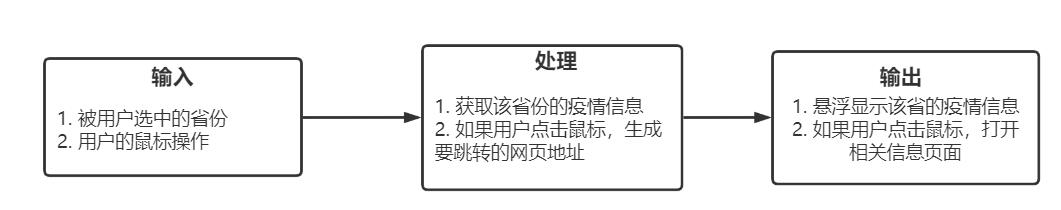 输入
1. 被用户选中的省份
2. 用户的鼠标操作
处理
1. 获取该省份的疫情信息
2. 如果用户点击鼠标，生成
要跳转的网页地址
输出
1. 悬浮显示该省的疫情信息
2. 如果用户点击鼠标，打开
相关信息页面